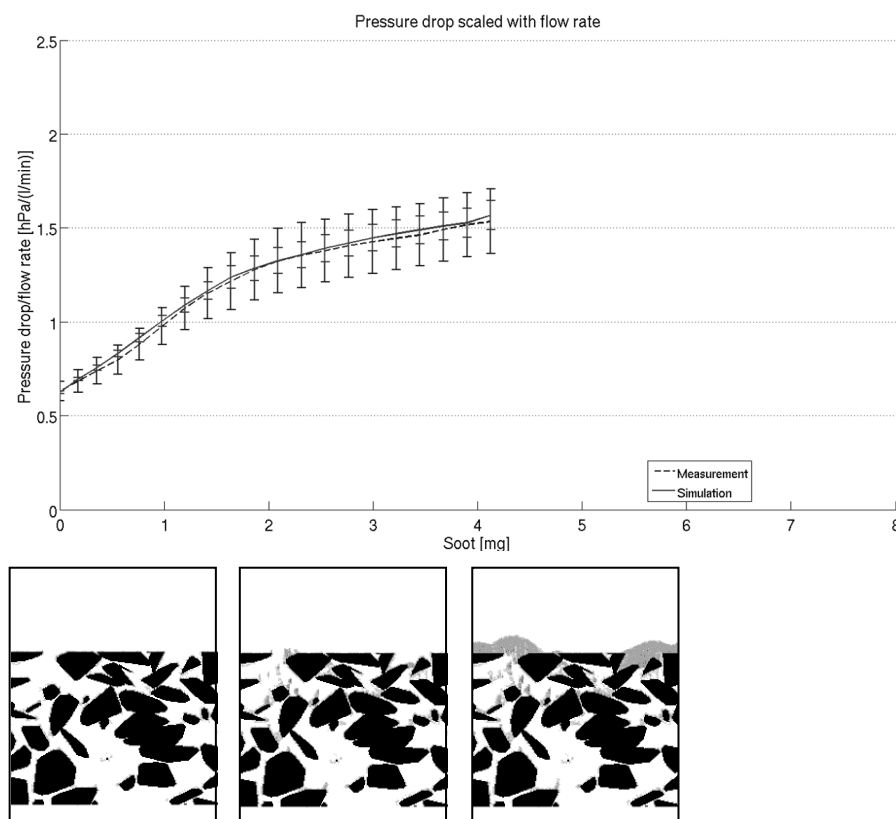 Pressure drop scaled with flow rate
2.5
2
1.5
1
0.5
0
Pressure drop/flow rate [hPa/(l/min)]
0 1 2 3 4 5 6 7 8
Soot [mg]
Measurement
Simulation